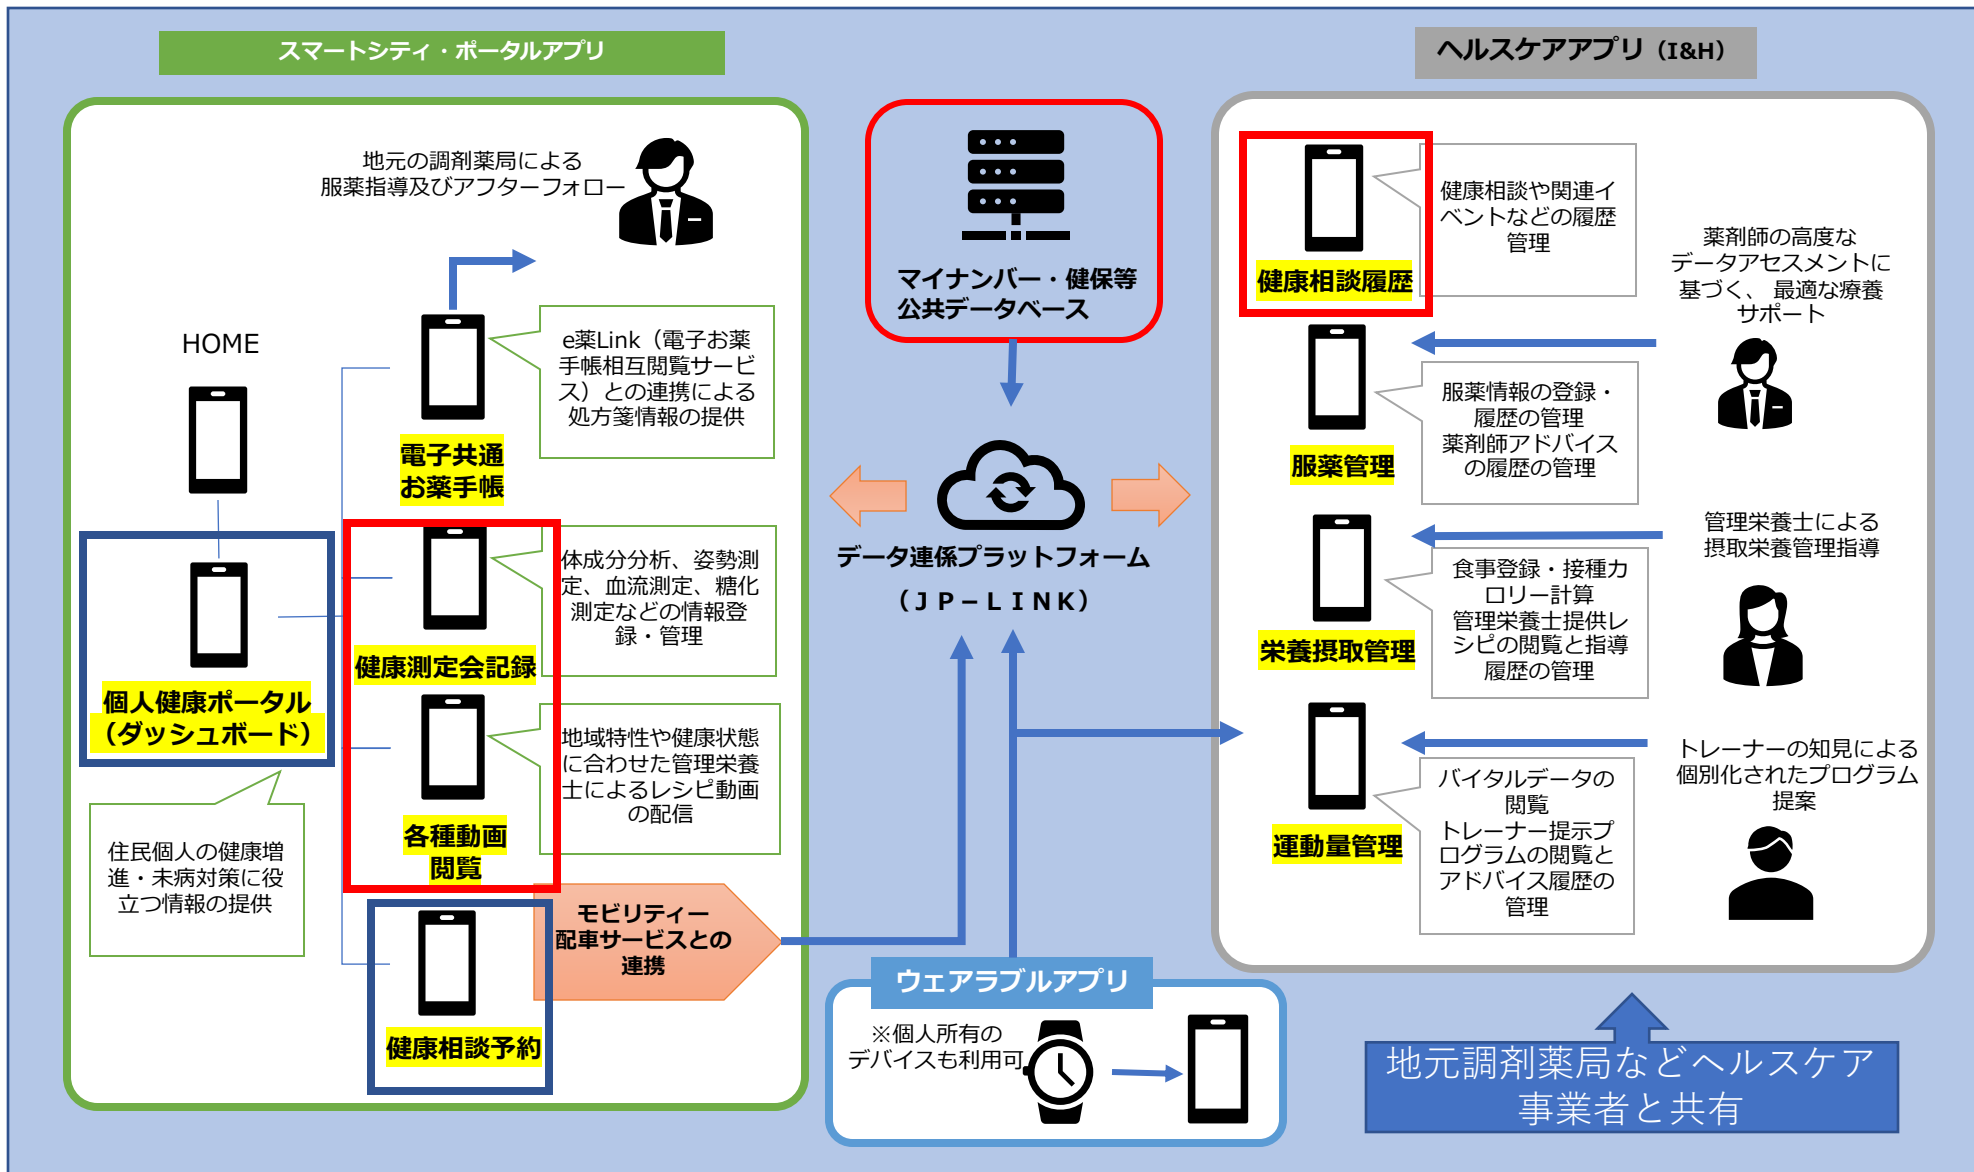 スマートシティ・ポータルアプリ
地元の調剤薬局による
服薬指導及びアフターフォロー
HOME
e薬Link（電子お薬
手帳相互閲覧サービ
ス）との連携による
処方箋情報の提供
電子共通
お薬手帳
体成分分析、姿勢測
定、血流測定、糖化
測定などの情報登
録・管理
健康測定会記録
個人健康ポータル
（ダッシュボード）
地域特性や健康状態
に合わせた管理栄養
士によるレシピ動画
の配信
各種動画
閲覧
住民個人の健康増
進・未病対策に役
立つ情報の提供
モビリティー
配車サービスとの
連携
健康相談予約
マイナンバー・健保等
公共データベース
データ連係プラットフォーム
（ＪＰ－ＬＩＮＫ）
ウェアラブルアプリ
※個人所有の
デバイスも利用可
ヘルスケアアプリ（I&H）
健康相談や関連イ
ベントなどの履歴
管理
健康相談履歴
薬剤師の高度な
データアセスメントに
基づく、最適な療養
サポート
服薬情報の登録・
履歴の管理
薬剤師アドバイス
の履歴の管理
服薬管理
管理栄養士による
摂取栄養管理指導
食事登録・接種カ
ロリー計算
管理栄養士提供レ
シピの閲覧と指導
履歴の管理
栄養摂取管理
トレーナーの知見による
個別化されたプログラム
提案
バイタルデータの
閲覧
トレーナー提示プ
ログラムの閲覧と
アドバイス履歴の
管理
運動量管理
地元調剤薬局などヘルスケア
事業者と共有